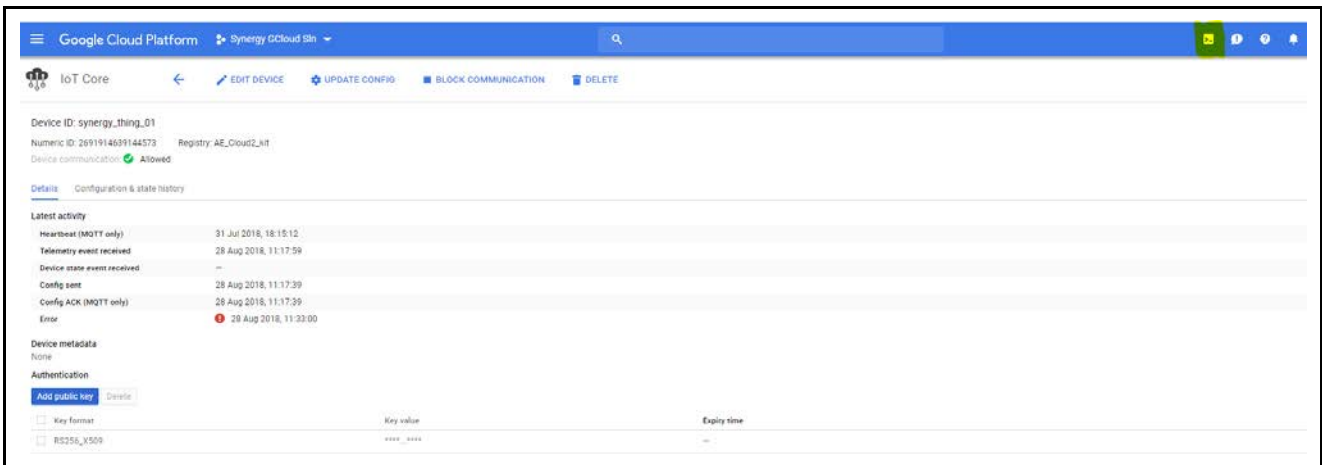 Google Cloud Platform Synergy GCloud Sln
IoT Core EDIT DEVICE UPDATE CONFIG BLOCK COMMUNICATION DELETE
Device ID: synergy_thing_01
Numeric ID: 2691914639144573 Registry: AE_Cloud2_kit
Device communication: Allowed
Details Configuration & state history
Latest activity
Heartbeat (MQTT only) 31 Jul 2018, 18:15:12
Telemetry event received 28 Aug 2018, 11:17:59
Device state event received —
Config sent 28 Aug 2018, 11:17:39
Config ACK (MQTT only) 28 Aug 2018, 11:17:39
Error 28 Aug 2018, 11:33:00
Device metadata
None
Authentication
Add public key Delete
Key format Key value Expiry time
RS256_X509 ****...**** —